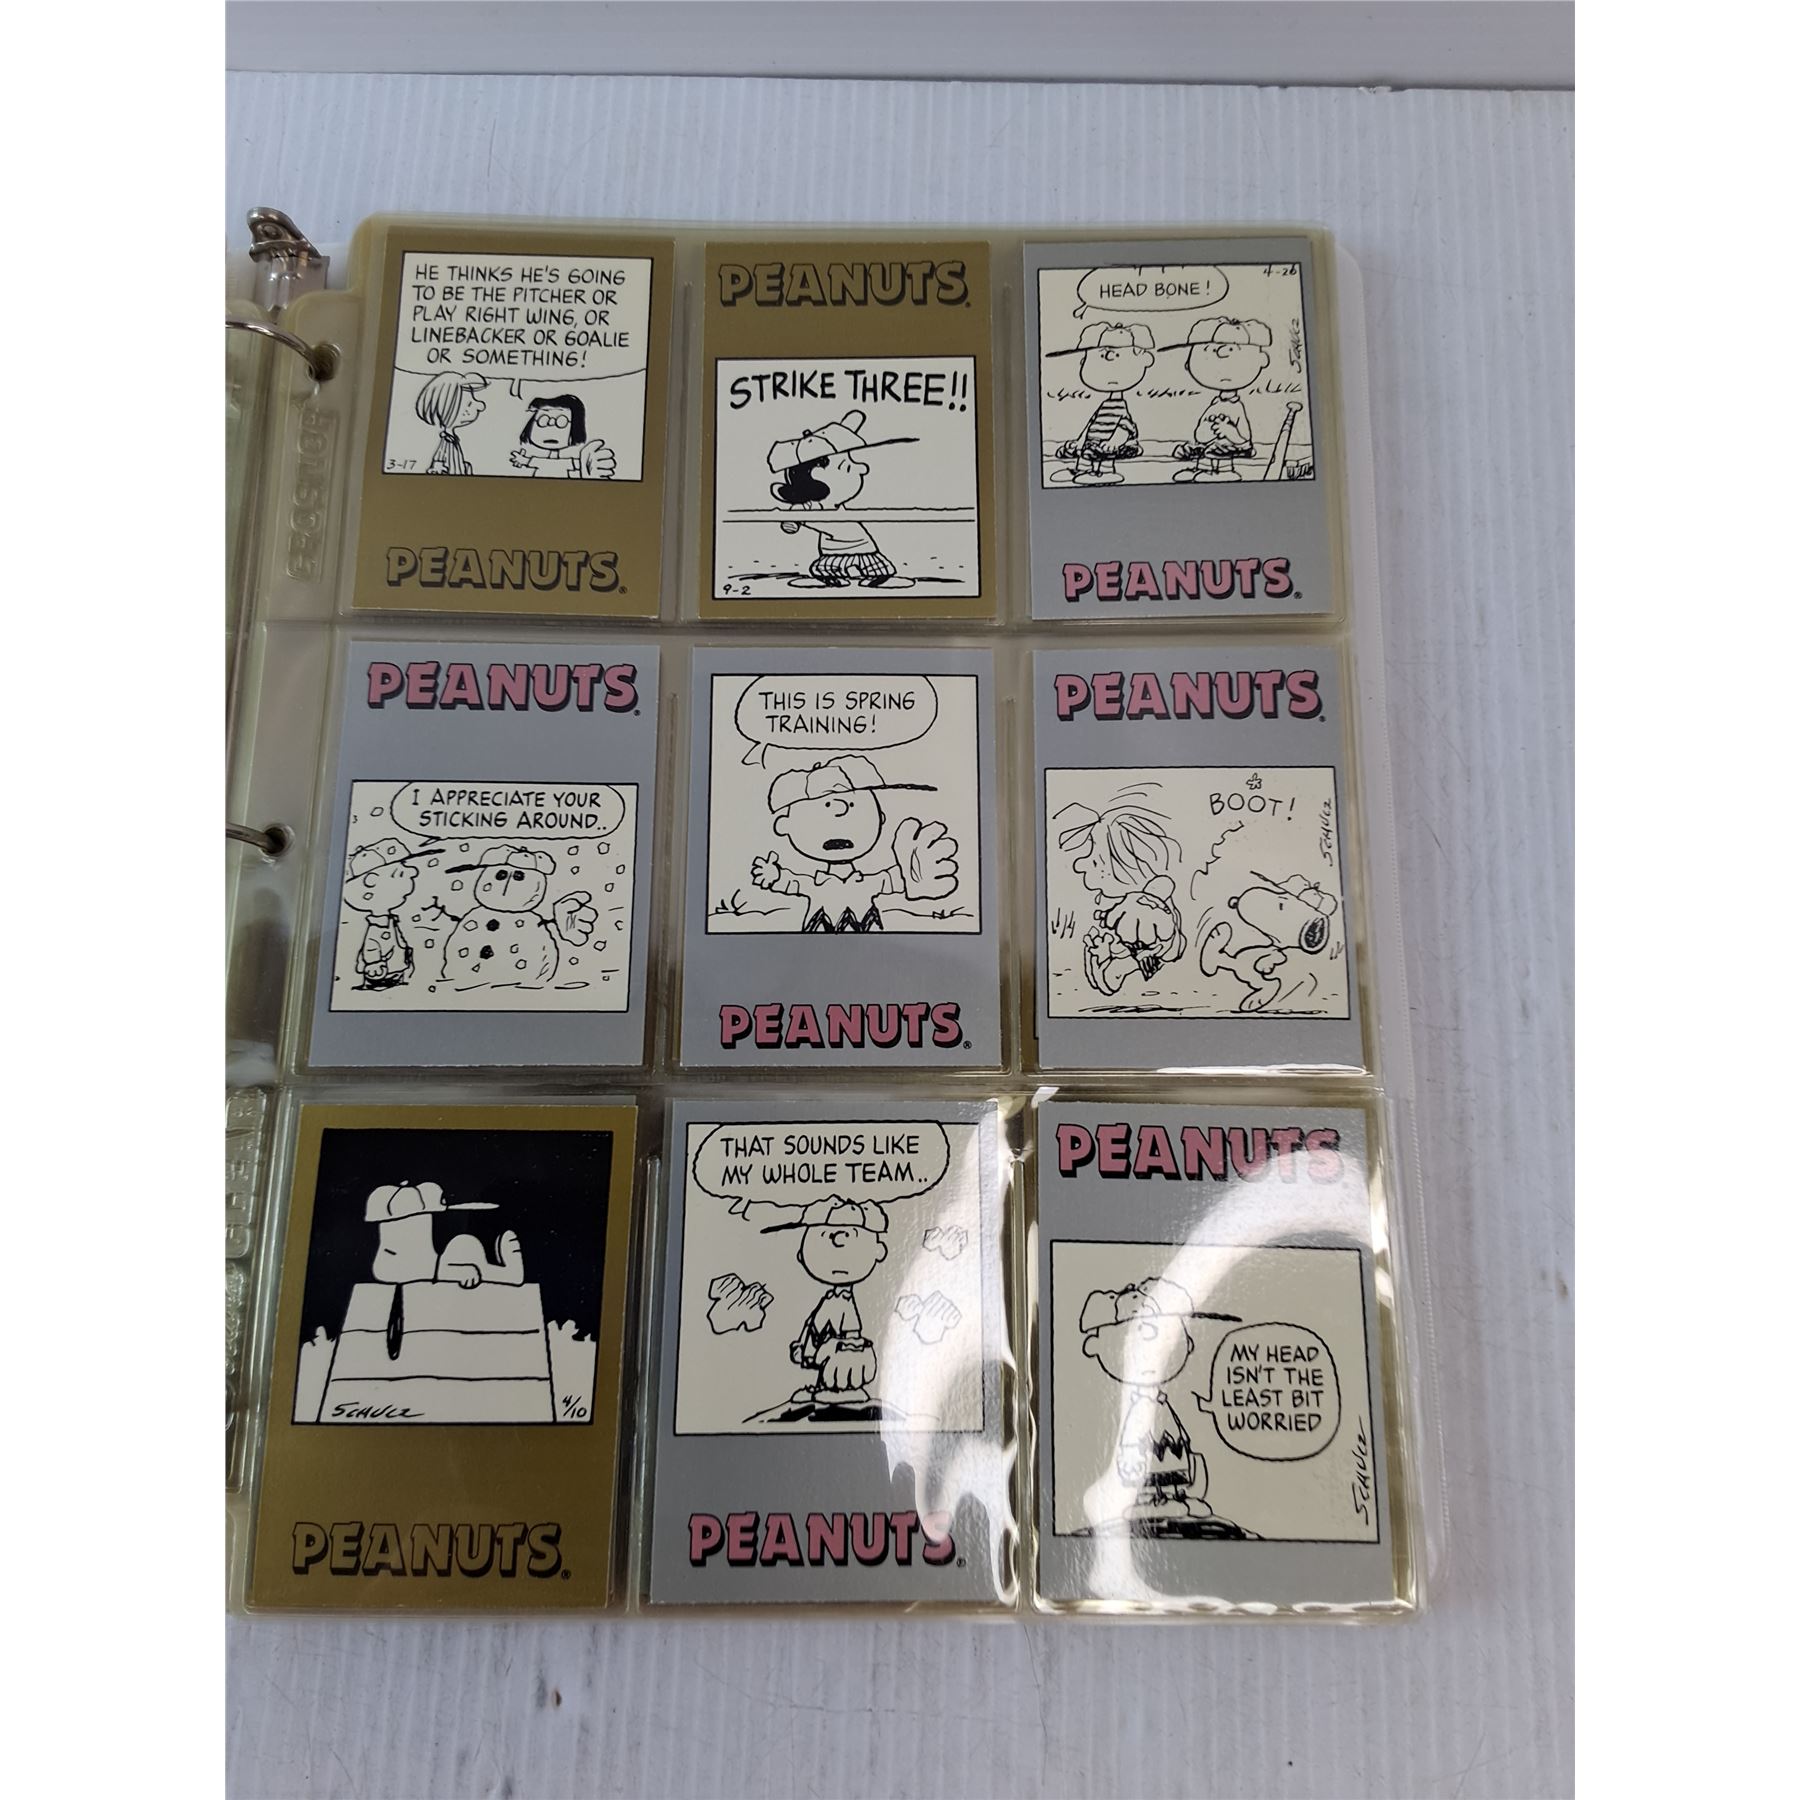 HE THINKS HE'S GOING
TO BE THE PITCHER OR
PLAY RIGHT WING, OR
LINEBACKER OR GOALIE
OR SOMETHING!
3-17
PEANUTS®
PEANUTS®
STRIKE THREE!!
9-2
4-26
HEAD BONE!
SCHULZ
PEANUTS®
PEANUTS®
I APPRECIATE YOUR
STICKING AROUND..
THIS IS SPRING
TRAINING!
PEANUTS®
PEANUTS®
BOOT!
SCHULZ
SCHULZ
4/10
PEANUTS®
THAT SOUNDS LIKE
MY WHOLE TEAM..
PEANUTS®
PEANUTS
MY HEAD
ISN'T THE
LEAST BIT
WORRIED
SCHULZ